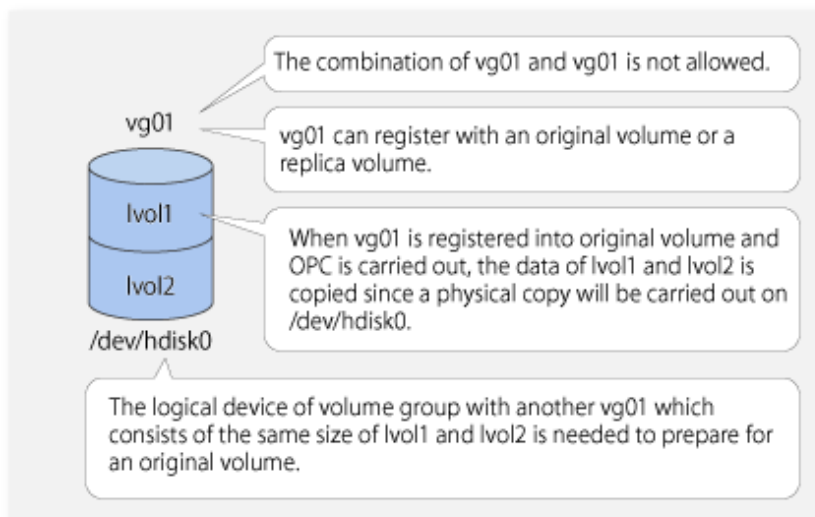 The combination of vg01 and vg01 is not allowed.
vg01
vg01 can register with an original volume or a
replica volume.
lvol1
When vg01 is registered into original volume and
OPC is carried out, the data of lvol1 and lvol2 is
copied since a physical copy will be carried out on
/dev/hdisk0.
lvol2
/dev/hdisk0
The logical device of volume group with another vg01 which
consists of the same size of lvol1 and lvol2 is needed to prepare for
an original volume.